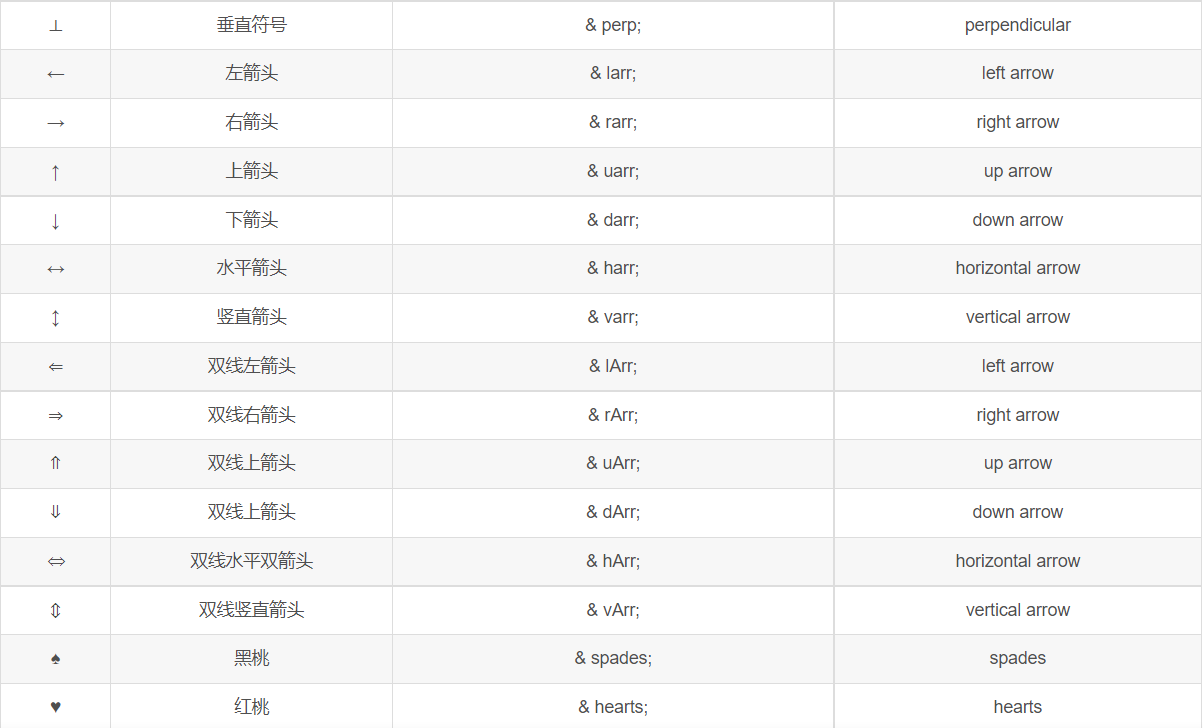 ⊥ 垂直符号 & perp; perpendicular
← 左箭头 & larr; left arrow
→ 右箭头 & rarr; right arrow
↑ 上箭头 & uarr; up arrow
↓ 下箭头 & darr; down arrow
↔ 水平箭头 & harr; horizontal arrow
↕ 竖直箭头 & varr; vertical arrow
⇐ 双线左箭头 & lArr; left arrow
⇒ 双线右箭头 & rArr; right arrow
⇑ 双线上箭头 & uArr; up arrow
⇓ 双线上箭头 & dArr; down arrow
⇔ 双线水平双箭头 & hArr; horizontal arrow
⇕ 双线竖直箭头 & vArr; vertical arrow
♠ 黑桃 & spades; spades
♥ 红桃 & hearts; hearts